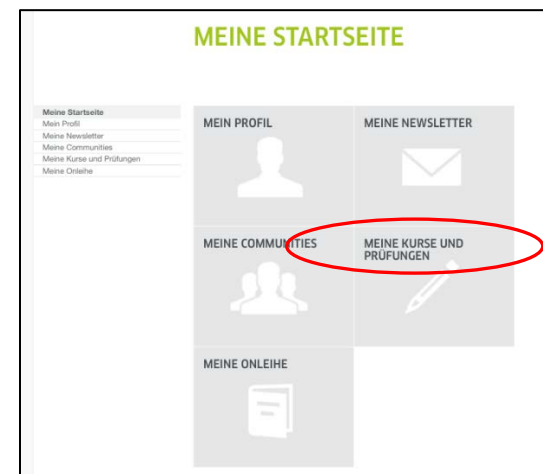 MEINE STARTSEITE
Meine Startseite
Mein Profil
Meine Newsletter
Meine Communities
Meine Kurse und Prüfungen
Meine Onleihe
MEIN PROFIL
MEINE NEWSLETTER
MEINE COMMUNITIES
MEINE KURSE UND
PRÜFUNGEN
MEINE ONLEIHE